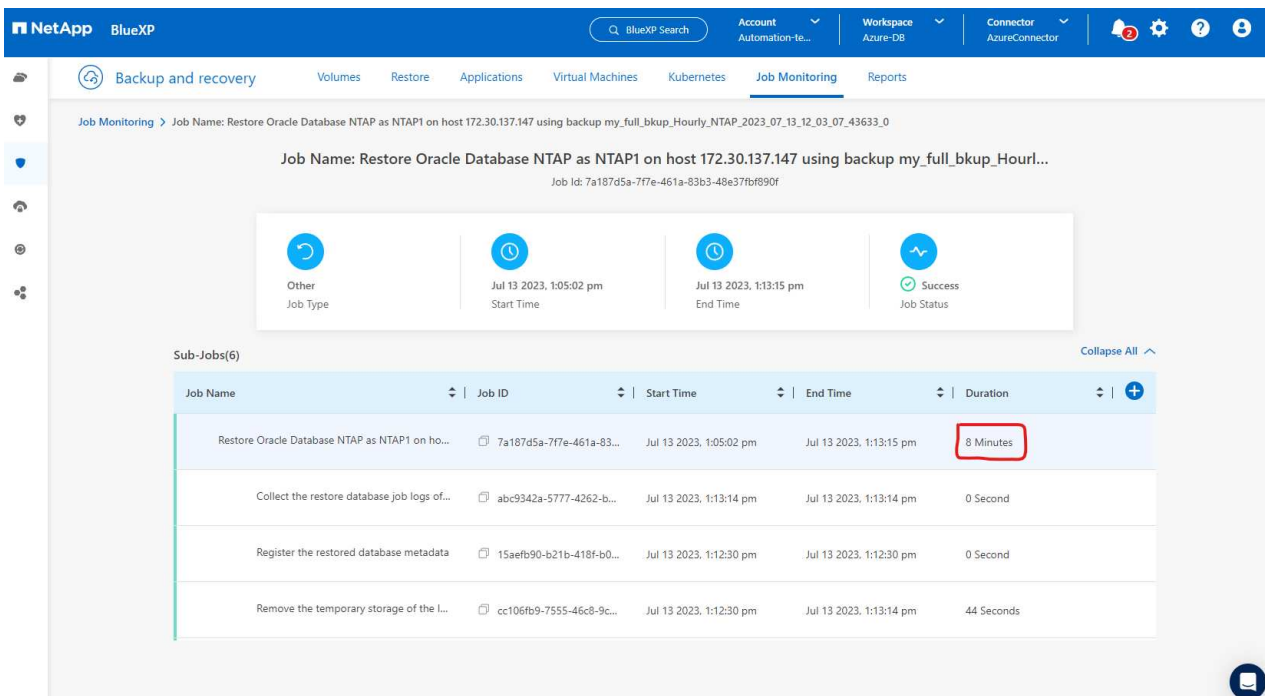 NetApp BlueXP BlueXP Search Account Automation-te... Workspace Azure-DB Connector AzureConnector 2
Backup and recovery Volumes Restore Applications Virtual Machines Kubernetes Job Monitoring Reports
Job Monitoring > Job Name: Restore Oracle Database NTAP as NTAP1 on host 172.30.137.147 using backup my_full_bkup_Hourly_NTAP_2023_07_13_12_03_07_43633_0
Job Name: Restore Oracle Database NTAP as NTAP1 on host 172.30.137.147 using backup my_full_bkup_Hourl...
Job Id: 7a187d5a-7f7e-461a-83b3-48e37fbf890f
Other Jul 13 2023, 1:05:02 pm Jul 13 2023, 1:13:15 pm Success
Job Type Start Time End Time Job Status
Sub-Jobs(6) Collapse All
Job Name Job ID Start Time End Time Duration
Restore Oracle Database NTAP as NTAP1 on ho... 7a187d5a-7f7e-461a-83... Jul 13 2023, 1:05:02 pm Jul 13 2023, 1:13:15 pm 8 Minutes
Collect the restore database job logs of... abc9342a-5777-4262-b... Jul 13 2023, 1:13:14 pm Jul 13 2023, 1:13:14 pm 0 Second
Register the restored database metadata 15aefb90-b21b-418f-b0... Jul 13 2023, 1:12:30 pm Jul 13 2023, 1:12:30 pm 0 Second
Remove the temporary storage of the l... cc106fb9-7555-46c8-9c... Jul 13 2023, 1:12:30 pm Jul 13 2023, 1:13:14 pm 44 Seconds